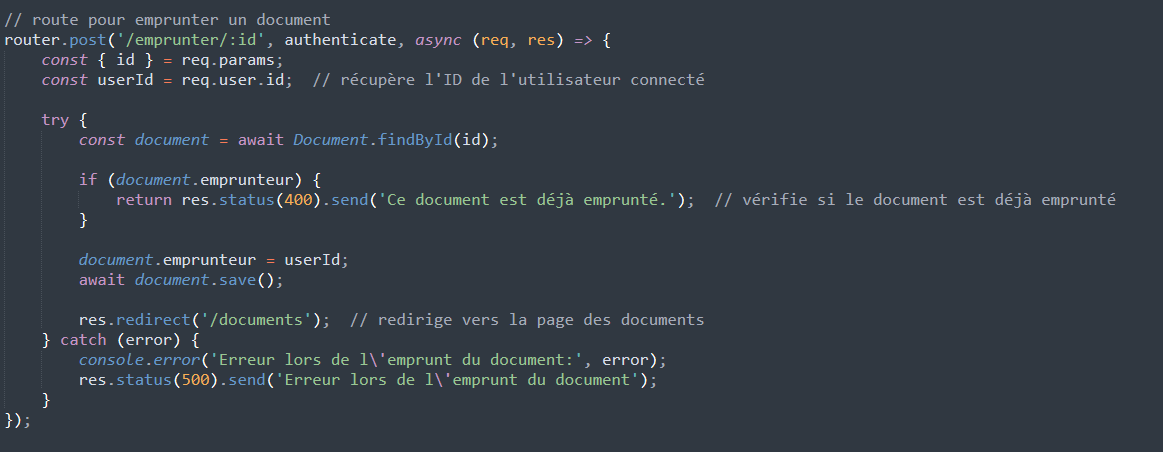 // route pour emprunter un document
router.post('/emprunter/:id', authenticate, async (req, res) => {
    const { id } = req.params;
    const userId = req.user.id;  // récupère l'ID de l'utilisateur connecté

    try {
        const document = await Document.findById(id);

        if (document.emprunteur) {
            return res.status(400).send('Ce document est déjà emprunté.');  // vérifie si le document est déjà emprunté
        }

        document.emprunteur = userId;
        await document.save();

        res.redirect('/documents');  // redirige vers la page des documents
    } catch (error) {
        console.error('Erreur lors de l\'emprunt du document:', error);
        res.status(500).send('Erreur lors de l\'emprunt du document');
    }
});